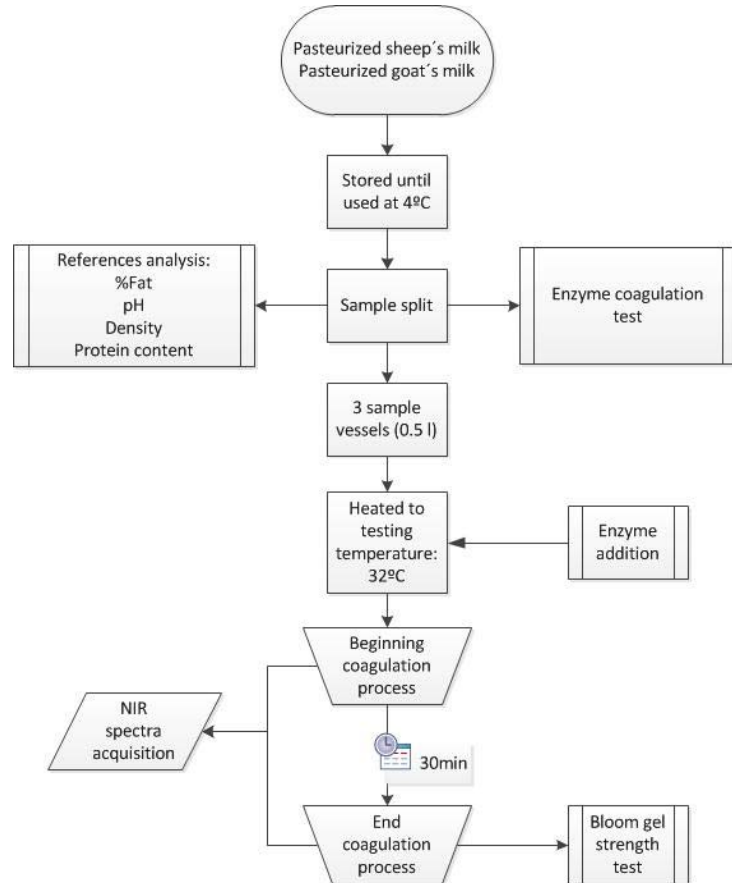 Pasteurized sheep´s milk
Pasteurized goat´s milk
Stored until
used at 4ºC
References analysis:
%Fat
pH
Density
Protein content
Sample split
Enzyme coagulation
test
3 sample
vessels (0.5 l)
Heated to
testing
temperature:
32ºC
Enzyme
addition
Beginning
coagulation
process
NIR
spectra
acquisition
30min
End
coagulation
process
Bloom gel
strength
test